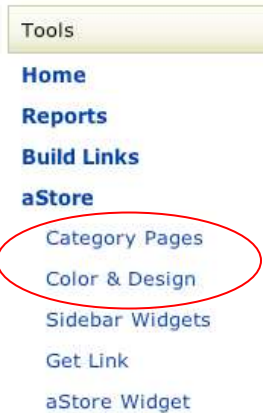 Tools
Home
Reports
Build Links
aStore
Category Pages
Color & Design
Sidebar Widgets
Get Link
aStore Widget